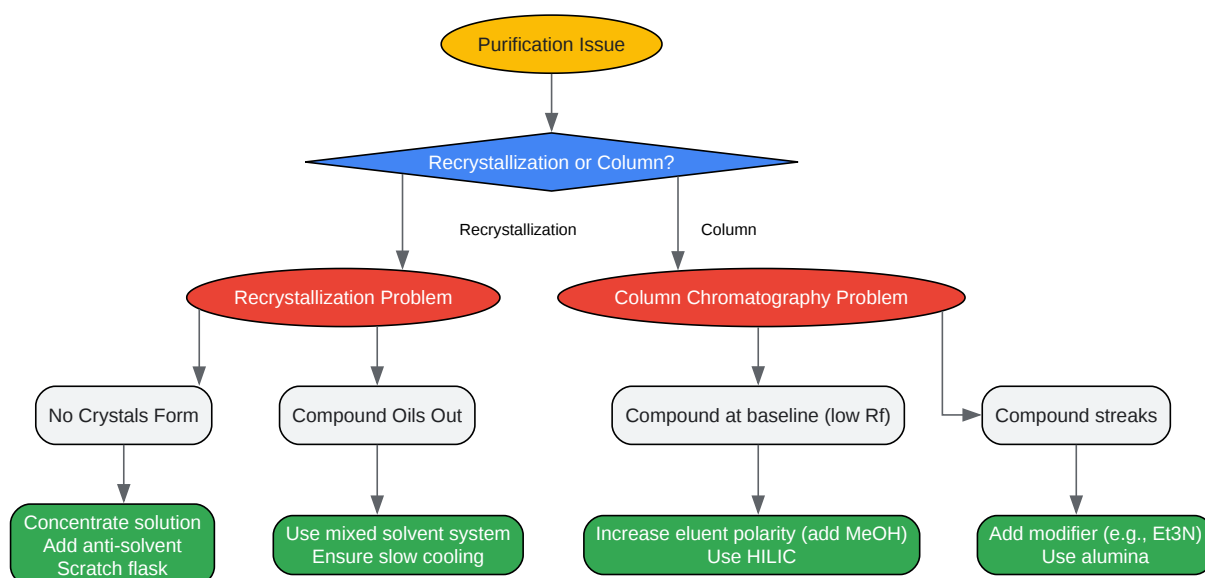 Purification Issue
Recrystallization or Column?
Recrystallization
Column
Recrystallization Problem
Column Chromatography Problem
No Crystals Form
Compound Oils Out
Compound at baseline (low Rf)
Compound streaks
Concentrate solution
Add anti-solvent
Scratch flask
Use mixed solvent system
Ensure slow cooling
Increase eluent polarity (add MeOH)
Use HILIC
Add modifier (e.g., Et3N)
Use alumina